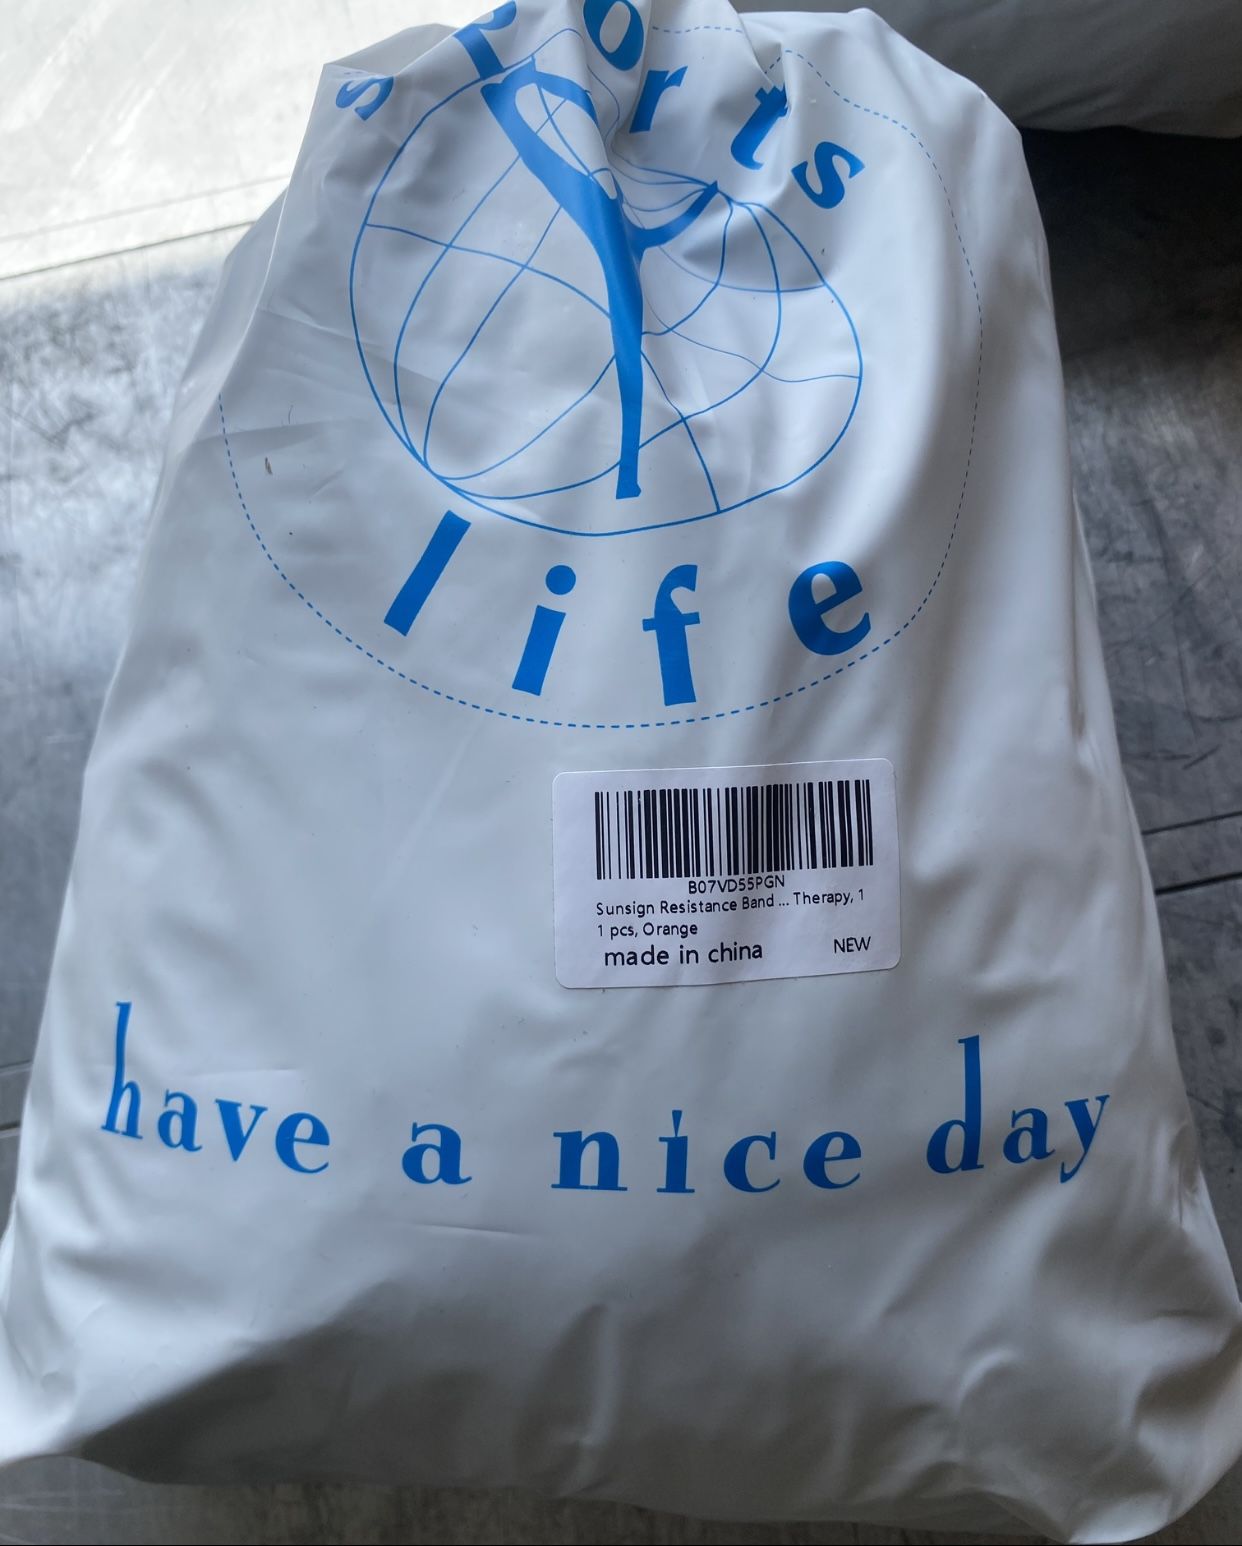 sports
life
B07VD55PGN
Sunsign Resistance Band ... Therapy, 1
1 pcs, Orange
made in china NEW
have a nice day